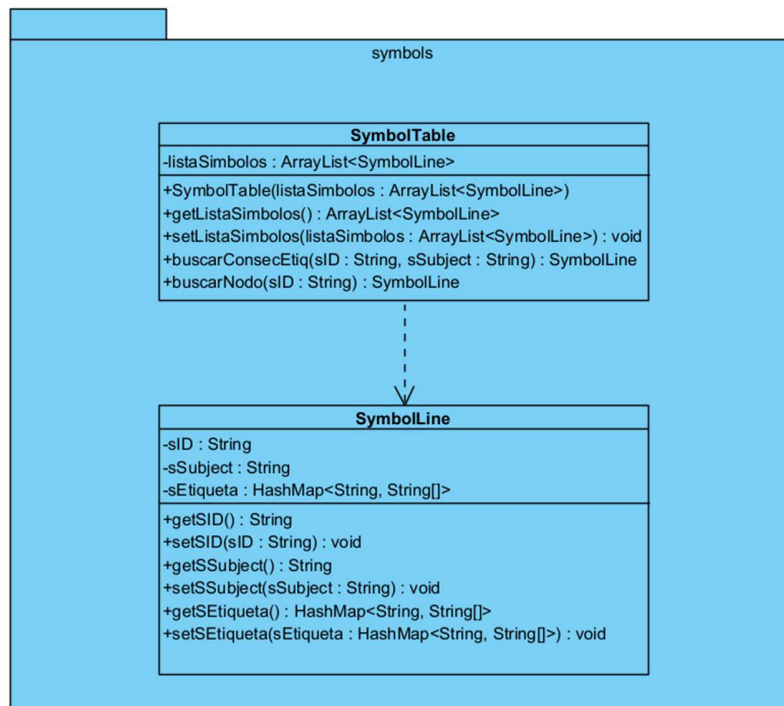 symbols
SymbolTable
-listaSimbolos : ArrayList<SymbolLine>
+SymbolTable(listaSimbolos : ArrayList<SymbolLine>)
+getListaSimbolos() : ArrayList<SymbolLine>
+setListaSimbolos(listaSimbolos : ArrayList<SymbolLine>) : void
+buscarConsecEtiq(sID : String, sSubject : String) : SymbolLine
+buscarNodo(sID : String) : SymbolLine
SymbolLine
-sID : String
-sSubject : String
-sEtiqueta : HashMap<String, String[]>
+getSID() : String
+setSID(sID : String) : void
+getSSubject() : String
+setSSubject(sSubject : String) : void
+getSEtiqueta() : HashMap<String, String[]>
+setSEtiqueta(sEtiqueta : HashMap<String, String[]>) : void